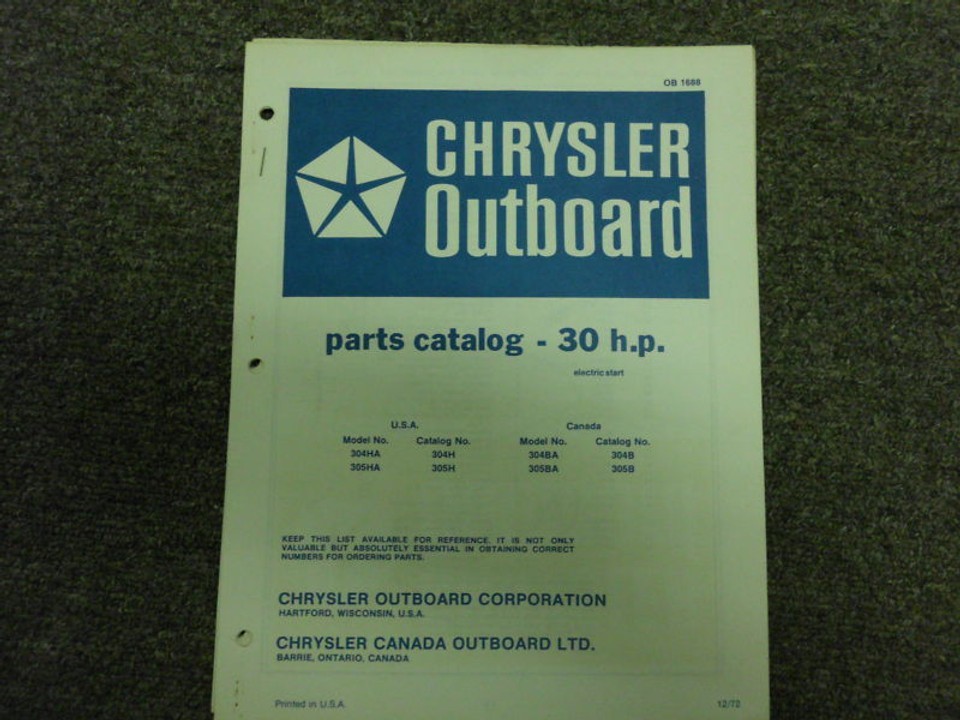 OB 1688
CHRYSLER
Outboard
parts catalog - 30 h.p.
electric start
U.S.A. Canada
Model No. Catalog No. Model No. Catalog No.
304HA 304H 304BA 304B
305HA 305H 305BA 305B
KEEP THIS LIST AVAILABLE FOR REFERENCE. IT IS NOT ONLY
VALUABLE BUT ABSOLUTELY ESSENTIAL IN OBTAINING CORRECT
NUMBERS FOR ORDERING PARTS.
CHRYSLER OUTBOARD CORPORATION
HARTFORD, WISCONSIN, U.S.A.
CHRYSLER CANADA OUTBOARD LTD.
BARRIE, ONTARIO, CANADA
Printed in U.S.A. 12/72